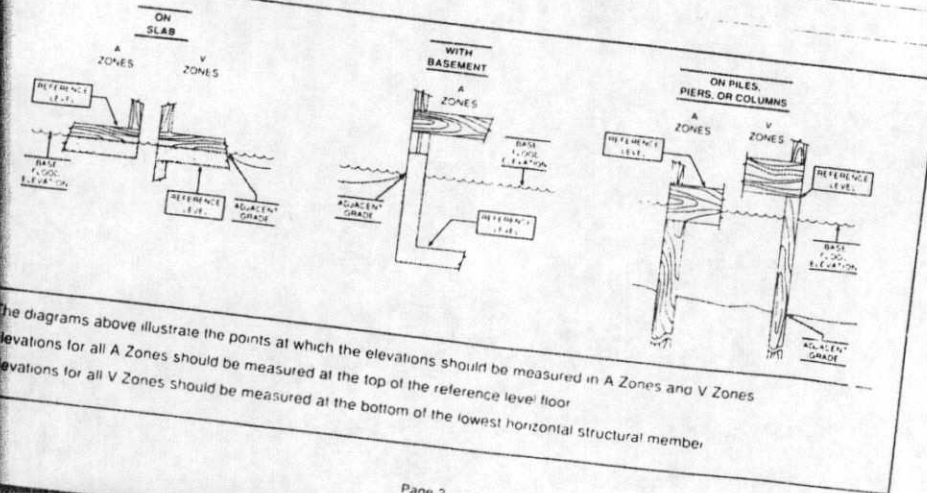 ON
SLAB
A
ZONES
V
ZONES
REFERENCE
LEVEL
BASE
FLOOD
ELEVATION
REFERENCE
LEVEL
ADJACENT
GRADE
WITH
BASEMENT
A
ZONES
BASE
FLOOD
ELEVATION
ADJACENT
GRADE
REFERENCE
LEVEL
ON PILES,
PIERS, OR COLUMNS
A
ZONES
V
ZONES
REFERENCE
LEVEL
REFERENCE
LEVEL
BASE
FLOOD
ELEVATION
ADJACENT
GRADE
he diagrams above illustrate the points at which the elevations should be measured in A Zones and V Zones
levations for all A Zones should be measured at the top of the reference level floor
evations for all V Zones should be measured at the bottom of the lowest horizontal structural member
Page 2